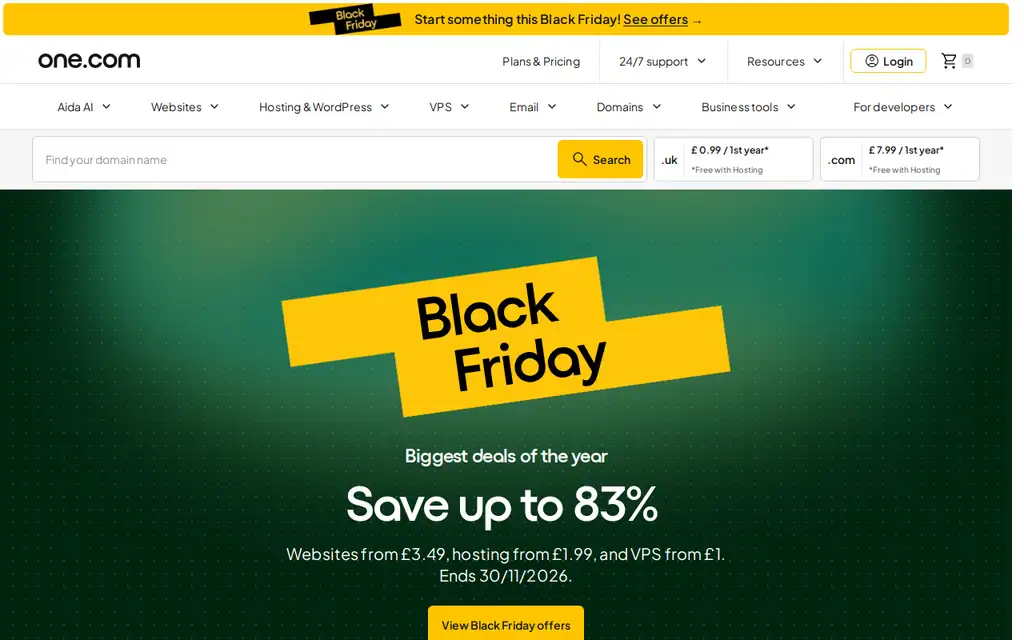 Black
Friday
Start something this Black Friday! See offers →
one.com
Plans & Pricing
24/7 support
Resources
Login
0
Aida AI
Websites
Hosting & WordPress
VPS
Email
Domains
Business tools
For developers
Find your domain name
Search
.uk
£ 0.99 / 1st year*
*Free with Hosting
.com
£ 7.99 / 1st year*
*Free with Hosting
Black
Friday
Biggest deals of the year
Save up to 83%
Websites from £3.49, hosting from £1.99, and VPS from £1.
Ends 30/11/2026.
View Black Friday offers